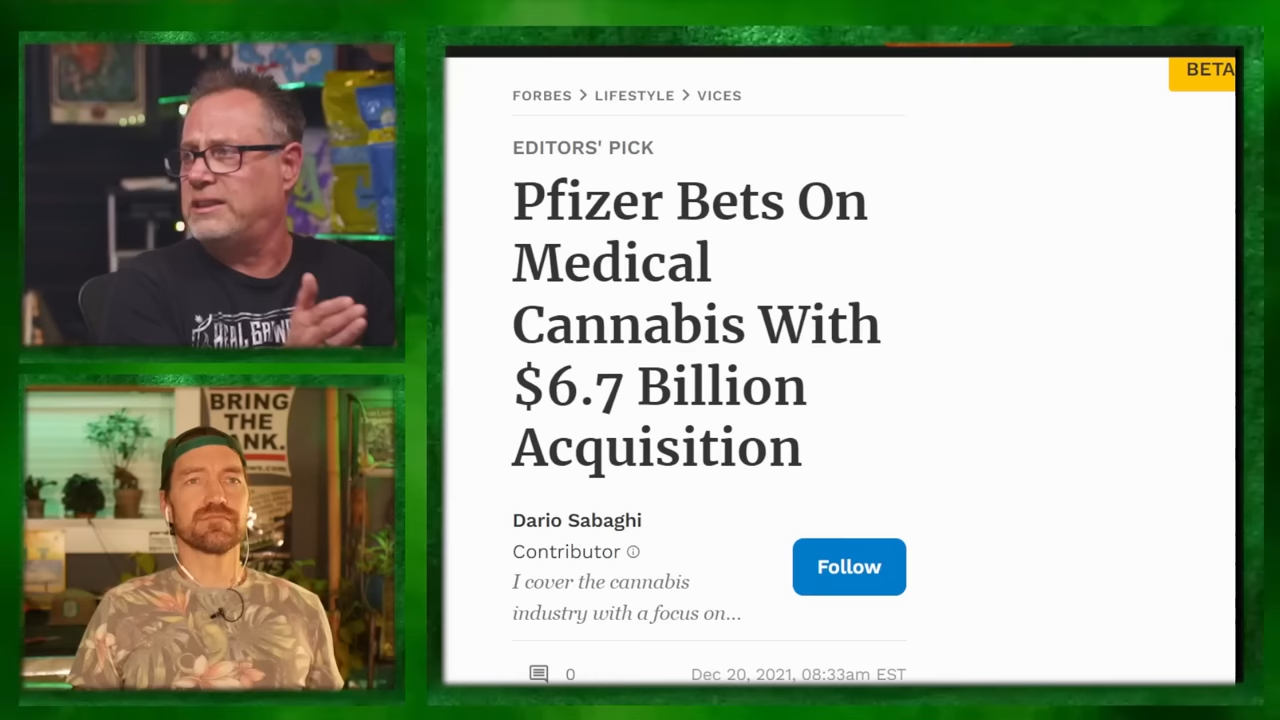 BETA
FORBES > LIFESTYLE > VICES
EDITORS' PICK
Pfizer Bets On
Medical
Cannabis With
$6.7 Billion
Acquisition
Dario Sabaghi
Contributor
Follow
I cover the cannabis
industry with a focus on...
0
Dec 20, 2021, 08:33am EST
BRING
THE
ANK.